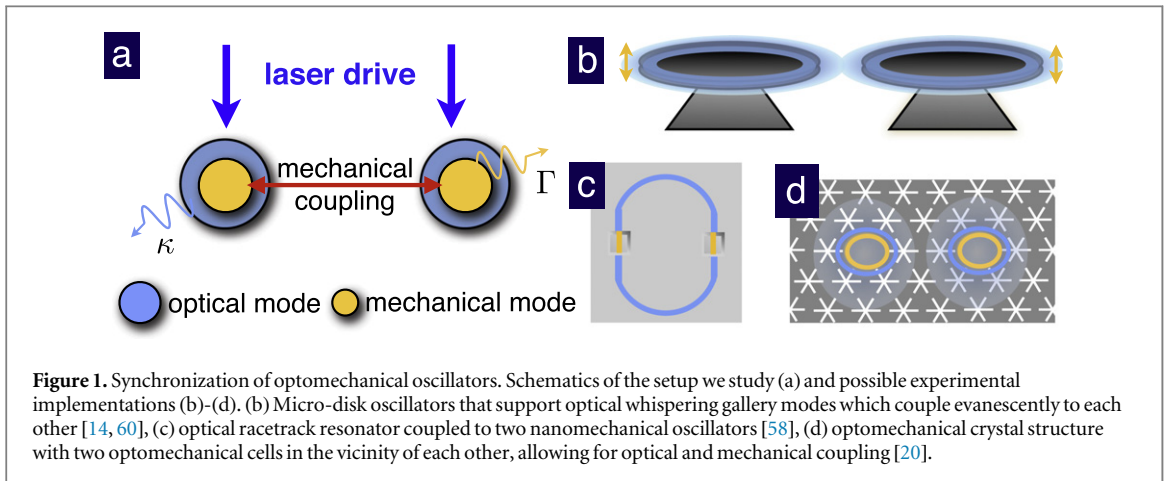 a
laser drive
mechanical
coupling
κ
Γ
optical mode
mechanical mode
b
c
d
Figure 1. Synchronization of optomechanical oscillators. Schematics of the setup we study (a) and possible experimental
implementations (b)-(d). (b) Micro-disk oscillators that support optical whispering gallery modes which couple evanescently to each
other [14, 60], (c) optical racetrack resonator coupled to two nanomechanical oscillators [58], (d) optomechanical crystal structure
with two optomechanical cells in the vicinity of each other, allowing for optical and mechanical coupling [20].